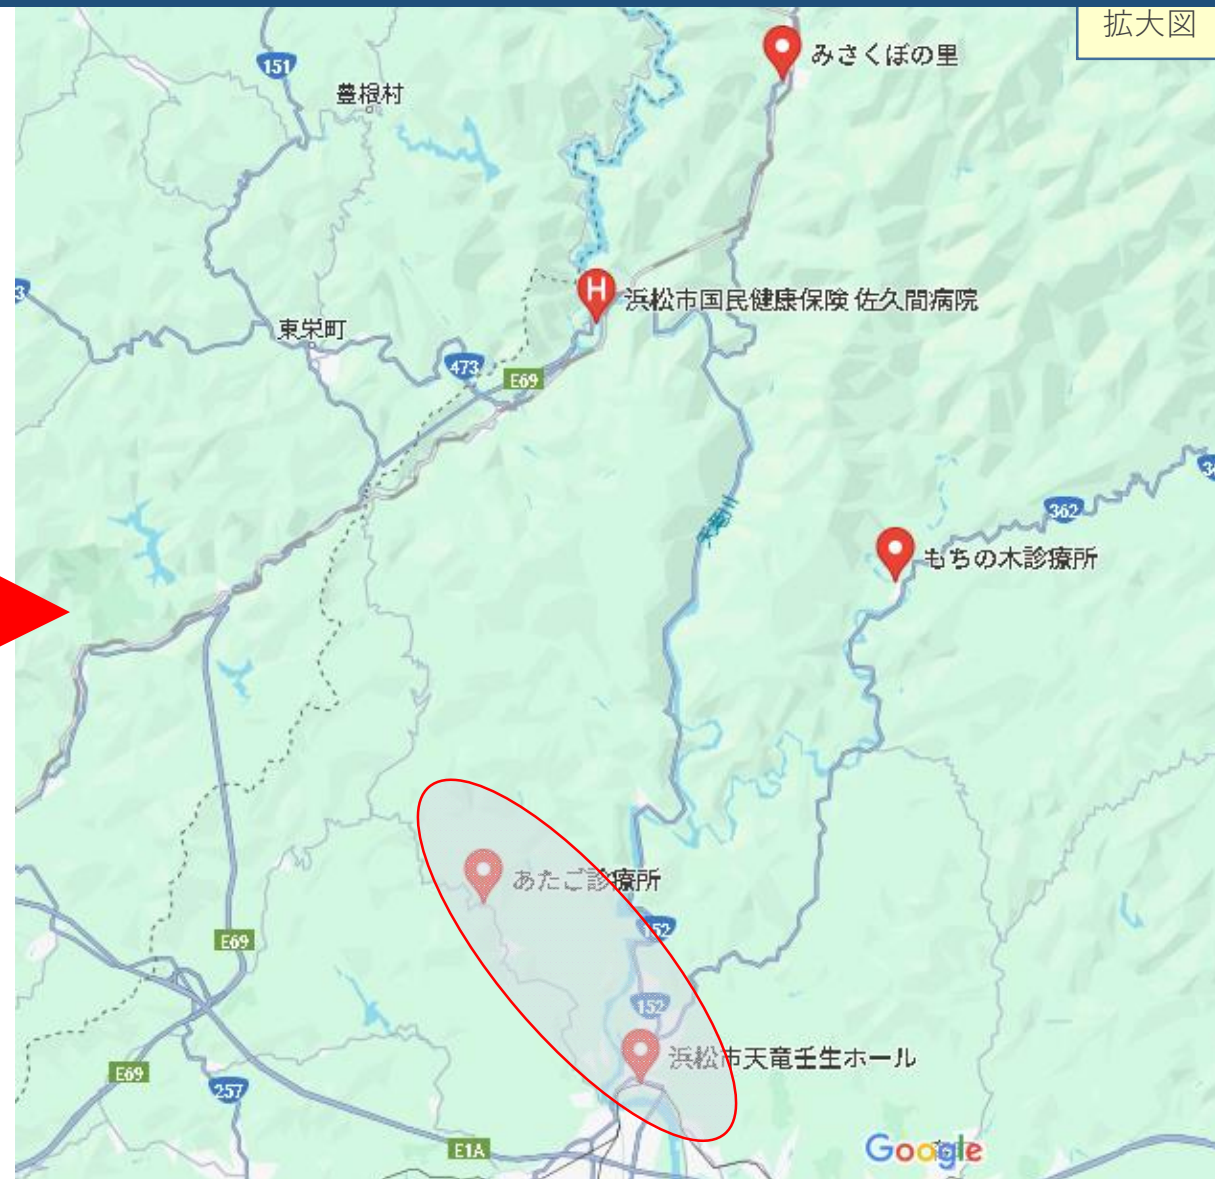 拡大図
みさくぼの里
151
豊根村
浜松市国民健康保険 佐久間病院
東栄町
473
E69
362
もちの木診療所
あたご診療所
152
E69
152
浜松市天竜壬生ホール
E69
257
E1A
Google